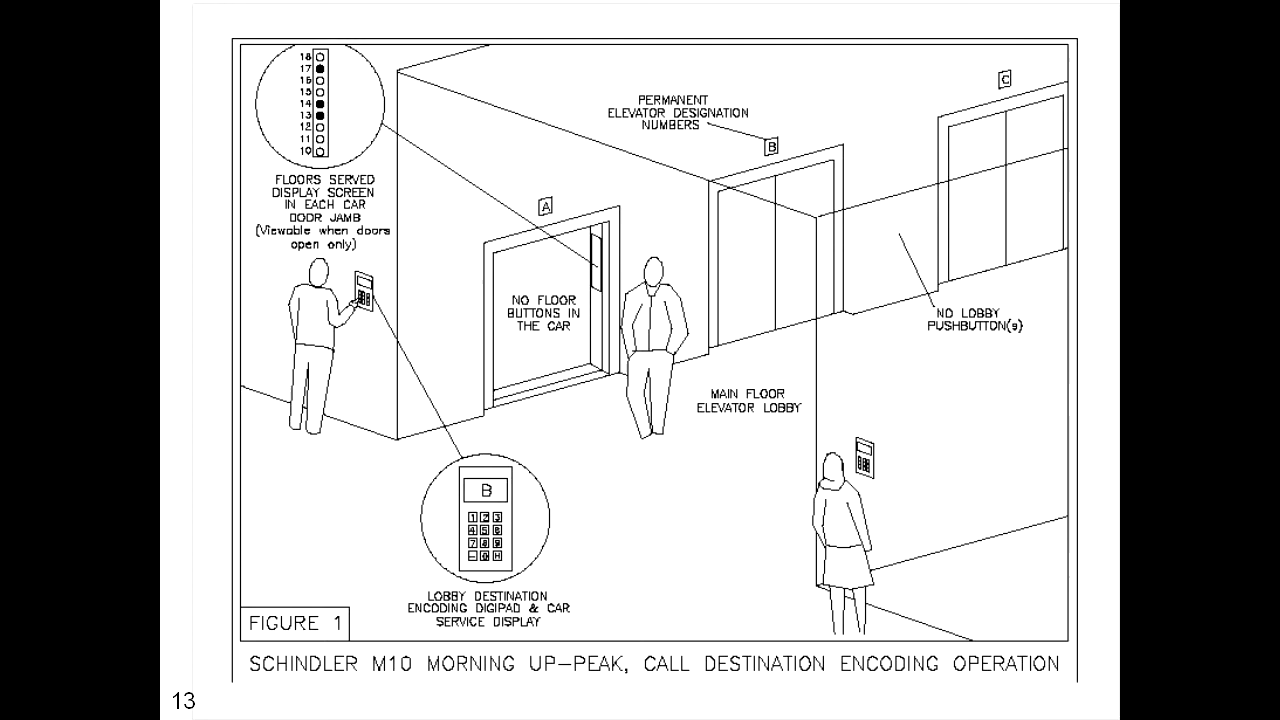 18
17
16
15
14
13
12
11
10
FLOORS SERVED
DISPLAY SCREEN
IN EACH CAR
DOOR JAMB
(Viewable when doors
open only)
A
PERMANENT
ELEVATOR DESIGNATION
NUMBERS
B
C
NO FLOOR
BUTTONS IN
THE CAR
NO LOBBY
PUSHBUTTON(s)
MAIN FLOOR
ELEVATOR LOBBY
B
1 2 3
4 5 6
7 8 9
- 0 H
LOBBY DESTINATION
ENCODING DIGIPAD & CAR
SERVICE DISPLAY
FIGURE 1
SCHINDLER M10 MORNING UP-PEAK, CALL DESTINATION ENCODING OPERATION
13